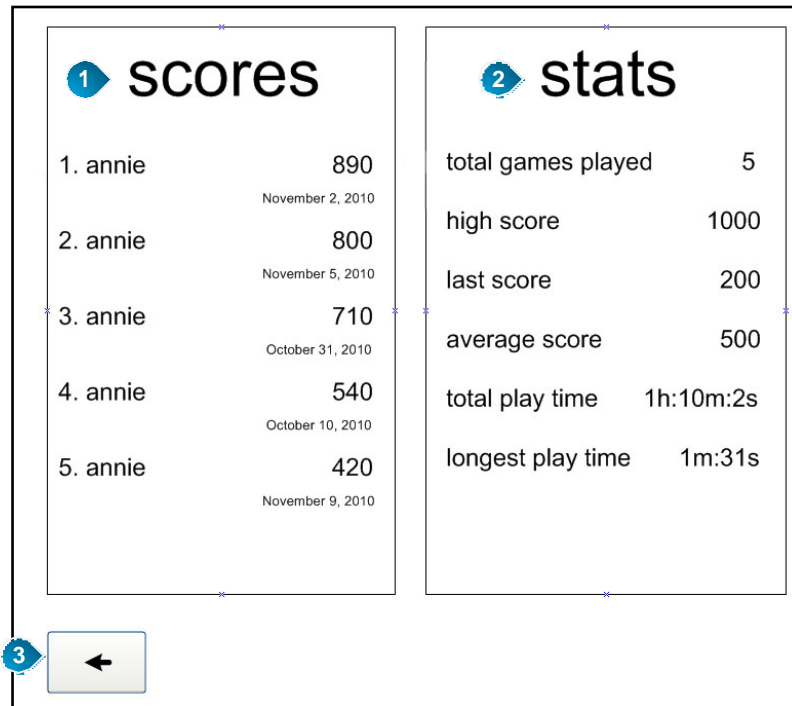 1 scores
1. annie 890
November 2, 2010
2. annie 800
November 5, 2010
3. annie 710
October 31, 2010
4. annie 540
October 10, 2010
5. annie 420
November 9, 2010
2 stats
total games played 5
high score 1000
last score 200
average score 500
total play time 1h:10m:2s
longest play time 1m:31s
3